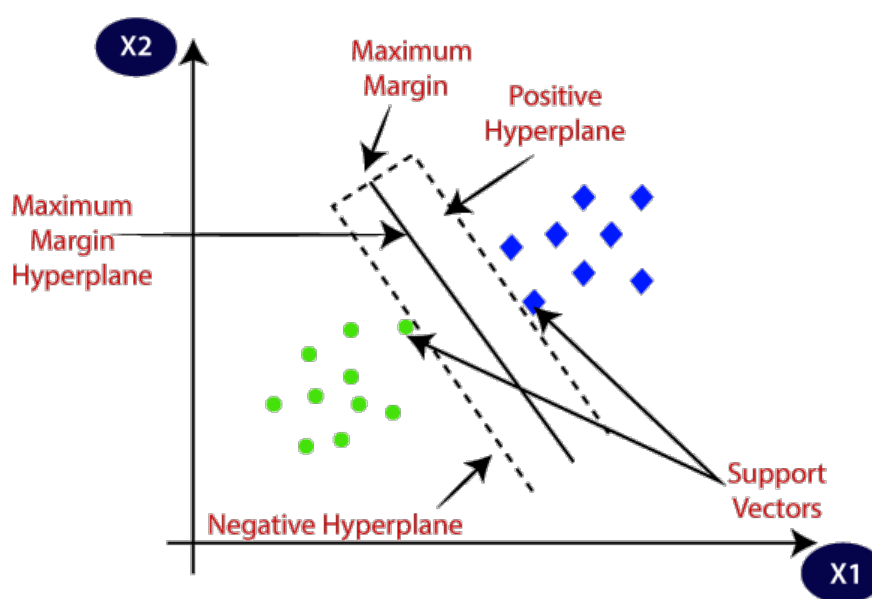 X2
Maximum
Margin
Positive
Hyperplane
Maximum
Margin
Hyperplane
Support
Vectors
Negative Hyperplane
X1